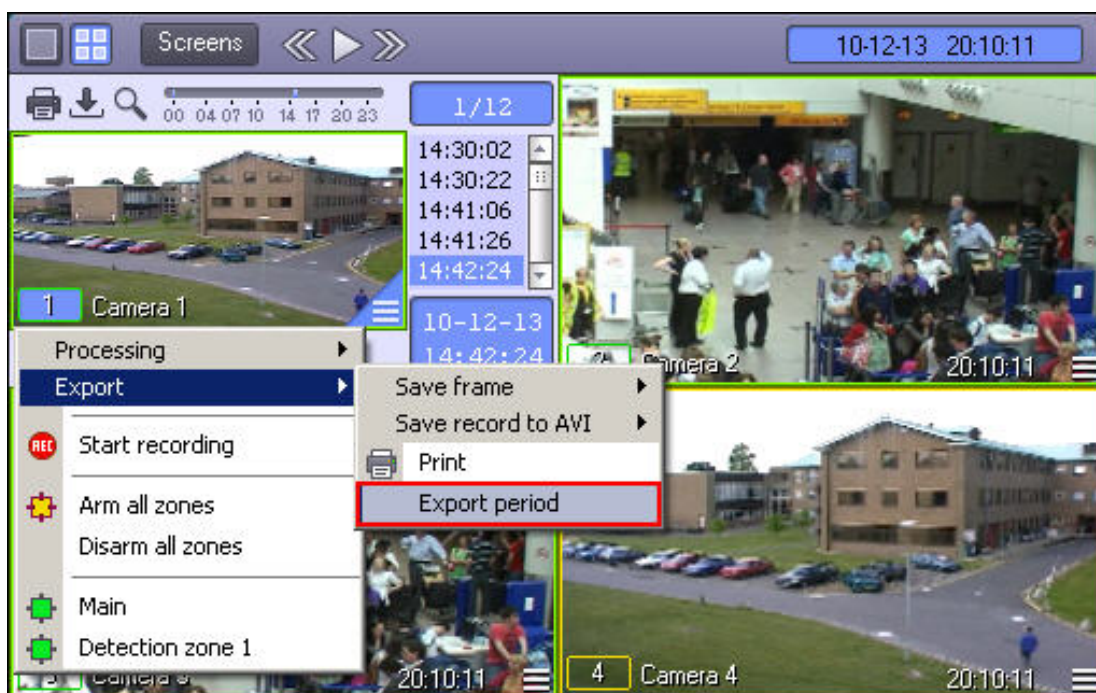 Screens
10-12-13 20:10:11
00 04 07 10 14 17 20 23
1/12
14:30:02
14:30:22
14:41:06
14:41:26
14:42:24
1 Camera 1
10-12-13
14:42:24
Camera 2 20:10:11
Processing
Export
Start recording
Arm all zones
Disarm all zones
Main
Detection zone 1
Save frame
Save record to AVI
Print
Export period
20:10:11
4 Camera 4 20:10:11